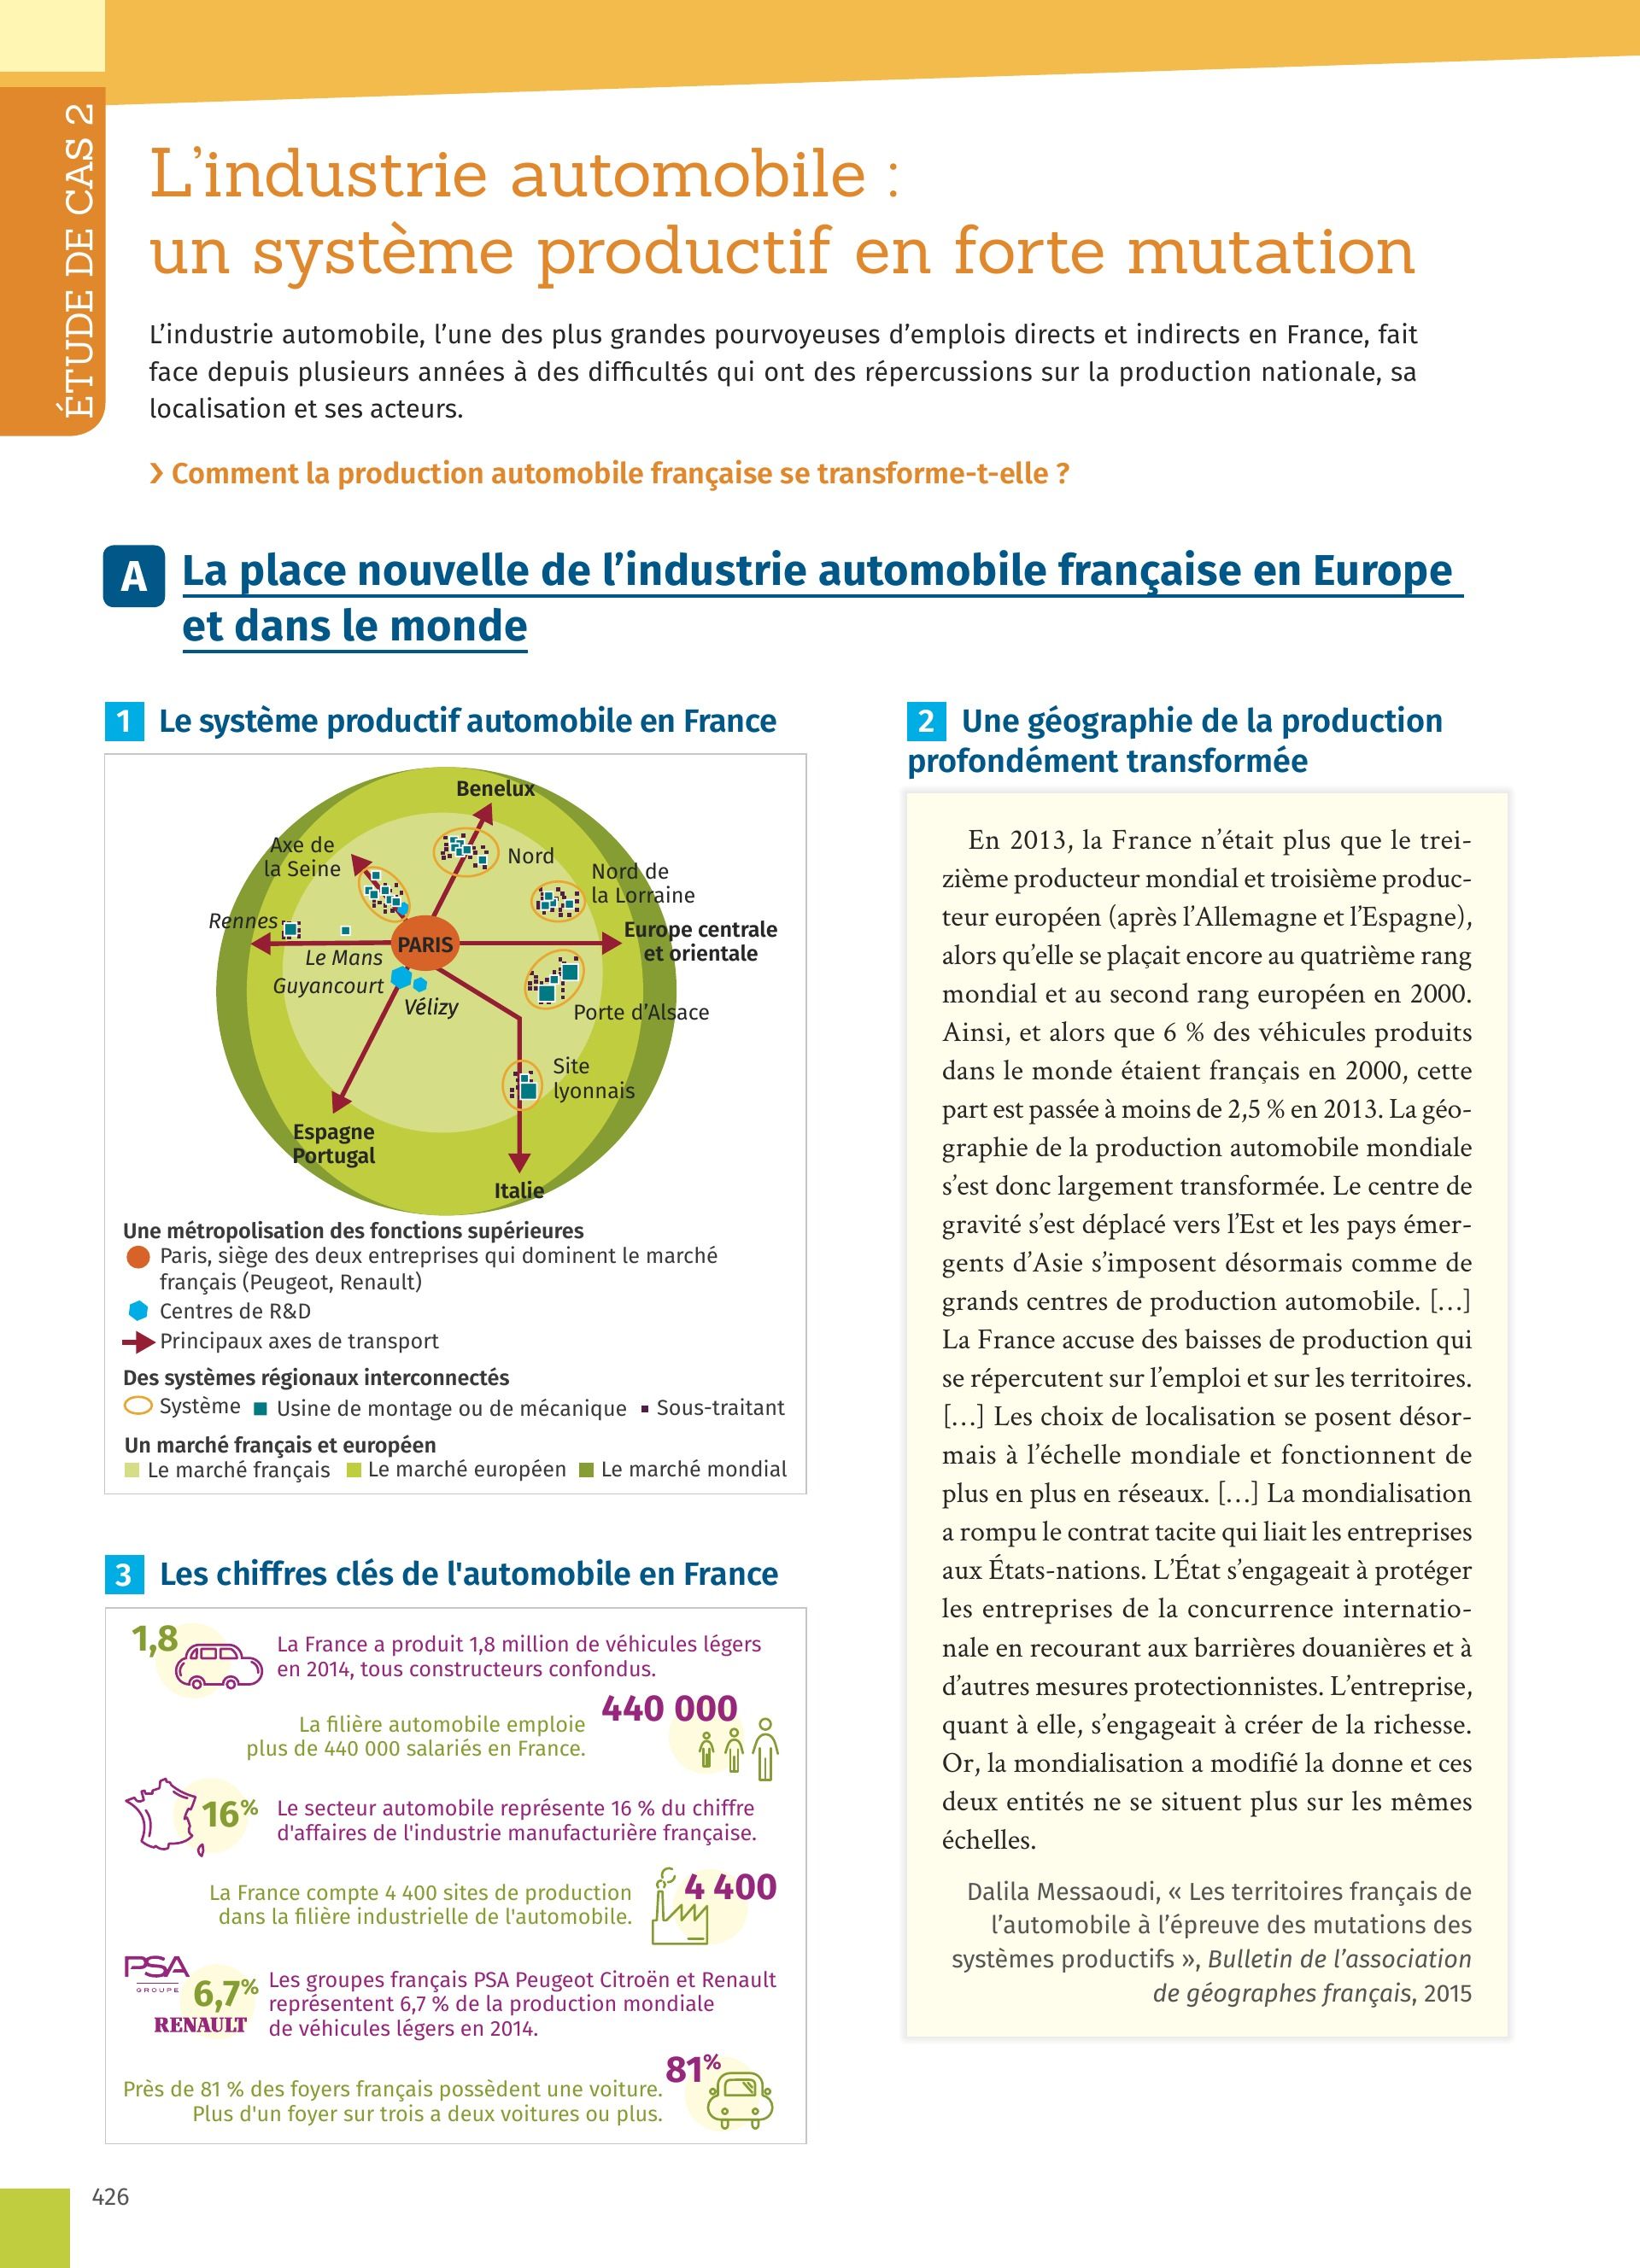 ÉTUDE DE CAS 2
L'industrie automobile :
un système productif en forte mutation
L'industrie automobile, l'une des plus grandes pourvoyeuses d'emplois directs et indirects en France, fait
face depuis plusieurs années à des difficultés qui ont des répercussions sur la production nationale, sa
localisation et ses acteurs.
› Comment la production automobile française se transforme-t-elle ?
A La place nouvelle de l'industrie automobile française en Europe
et dans le monde
1 Le système productif automobile en France
Benelux
Axe de
la Seine
Nord
Nord de
la Lorraine
Rennes
Europe centrale
et orientale
PARIS
Le Mans
Guyancourt
Vélizy
Porte d'Alsace
Site
lyonnais
Espagne
Portugal
Italie
Une métropolisation des fonctions supérieures
Paris, siège des deux entreprises qui dominent le marché
français (Peugeot, Renault)
Centres de R&D
Principaux axes de transport
Des systèmes régionaux interconnectés
Système Usine de montage ou de mécanique Sous-traitant
Un marché français et européen
Le marché français Le marché européen Le marché mondial
3 Les chiffres clés de l'automobile en France
1,8
La France a produit 1,8 million de véhicules légers
en 2014, tous constructeurs confondus.
440 000
La filière automobile emploie
plus de 440 000 salariés en France.
16%
Le secteur automobile représente 16 % du chiffre
d'affaires de l'industrie manufacturière française.
4 400
La France compte 4 400 sites de production
dans la filière industrielle de l'automobile.
PSA
GROUPE
6,7%
RENAULT
Les groupes français PSA Peugeot Citroën et Renault
représentent 6,7 % de la production mondiale
de véhicules légers en 2014.
81%
Près de 81 % des foyers français possèdent une voiture.
Plus d'un foyer sur trois a deux voitures ou plus.
2 Une géographie de la production
profondément transformée
En 2013, la France n'était plus que le trei-
zième producteur mondial et troisième produc-
teur européen (après l'Allemagne et l'Espagne),
alors qu'elle se plaçait encore au quatrième rang
mondial et au second rang européen en 2000.
Ainsi, et alors que 6 % des véhicules produits
dans le monde étaient français en 2000, cette
part est passée à moins de 2,5 % en 2013. La géo-
graphie de la production automobile mondiale
s'est donc largement transformée. Le centre de
gravité s'est déplacé vers l'Est et les pays émer-
gents d'Asie s'imposent désormais comme de
grands centres de production automobile. […]
La France accuse des baisses de production qui
se répercutent sur l'emploi et sur les territoires.
[…] Les choix de localisation se posent désor-
mais à l'échelle mondiale et fonctionnent de
plus en plus en réseaux. […] La mondialisation
a rompu le contrat tacite qui liait les entreprises
aux États-nations. L'État s'engageait à protéger
les entreprises de la concurrence internatio-
nale en recourant aux barrières douanières et à
d'autres mesures protectionnistes. L'entreprise,
quant à elle, s'engageait à créer de la richesse.
Or, la mondialisation a modifié la donne et ces
deux entités ne se situent plus sur les mêmes
échelles.
Dalila Messaoudi, « Les territoires français de
l'automobile à l'épreuve des mutations des
systèmes productifs », Bulletin de l'association
de géographes français, 2015
426